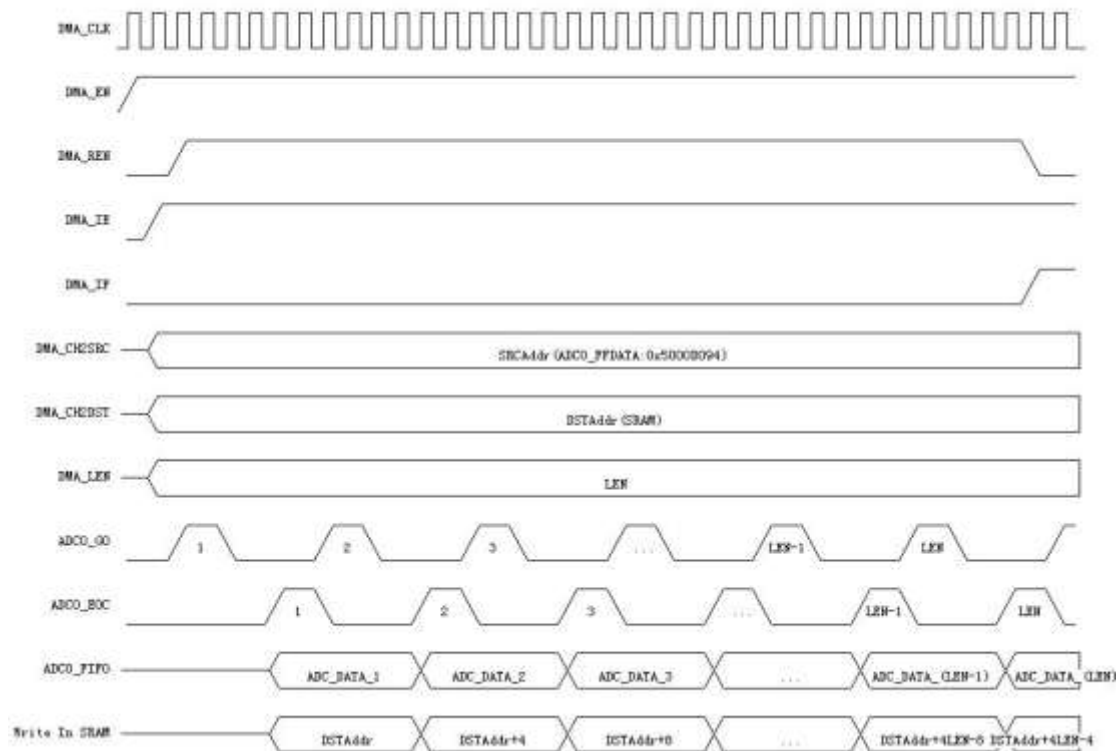 DMA_CLK
DMA_EN
DMA_REN
DMA_IE
DMA_IF
DMA_CH2SRC SRCAddr(ADC0_FFDATA:0x5000B094)
DMA_CH2DST DSTAddr(SRAM)
DMA_LEN LEN
ADC0_GO 1 2 3 ... LEN-1 LEN
ADC0_EOC 1 2 3 ... LEN-1 LEN
ADC0_FIFO ADC_DATA_1 ADC_DATA_2 ADC_DATA_3 ... ADC_DATA_(LEN-1) ADC_DATA_(LEN)
Write In SRAM DSTAddr DSTAddr+4 DSTAddr+8 ... DSTAddr+4LEN-8 DSTAddr+4LEN-4